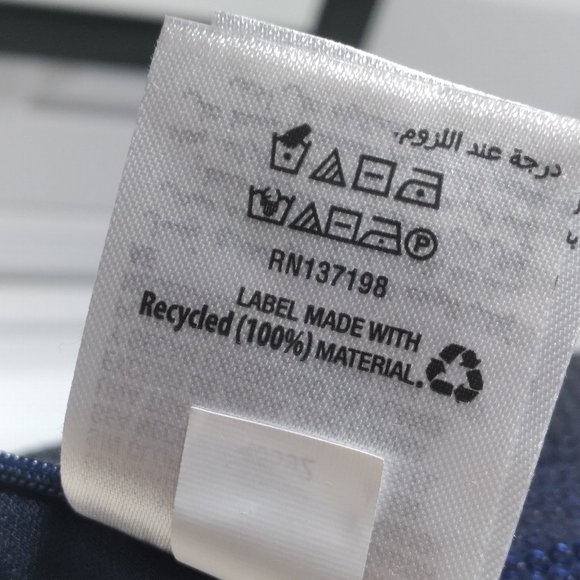 درجة عند اللزوم.
P
RN137198
LABEL MADE WITH
Recycled (100%) MATERIAL.